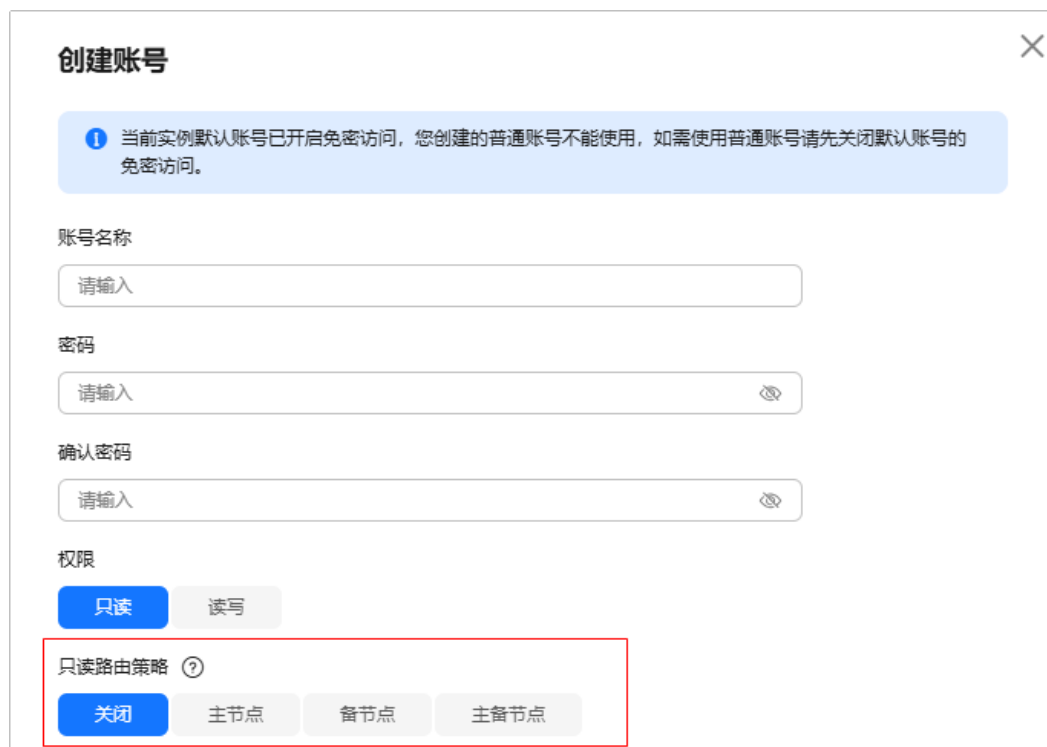 创建账号
当前实例默认账号已开启免密访问，您创建的普通账号不能使用，如需使用普通账号请先关闭默认账号的
免密访问。
账号名称
请输入
密码
请输入
确认密码
请输入
权限
只读 读写
只读路由策略
关闭 主节点 备节点 主备节点